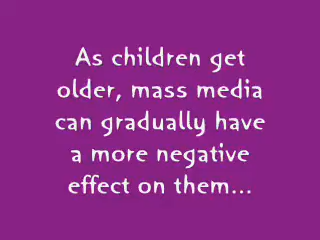 As children get
older, mass media
can gradually have
a more negative
effect on them...